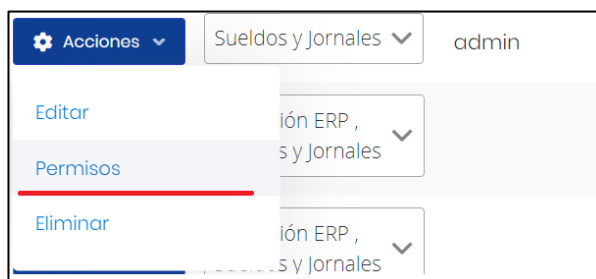 Acciones
Sueldos y Jornales
admin
Editar
ión ERP ,
s y Jornales
Permisos
Eliminar
ión ERP ,
s y Jornales